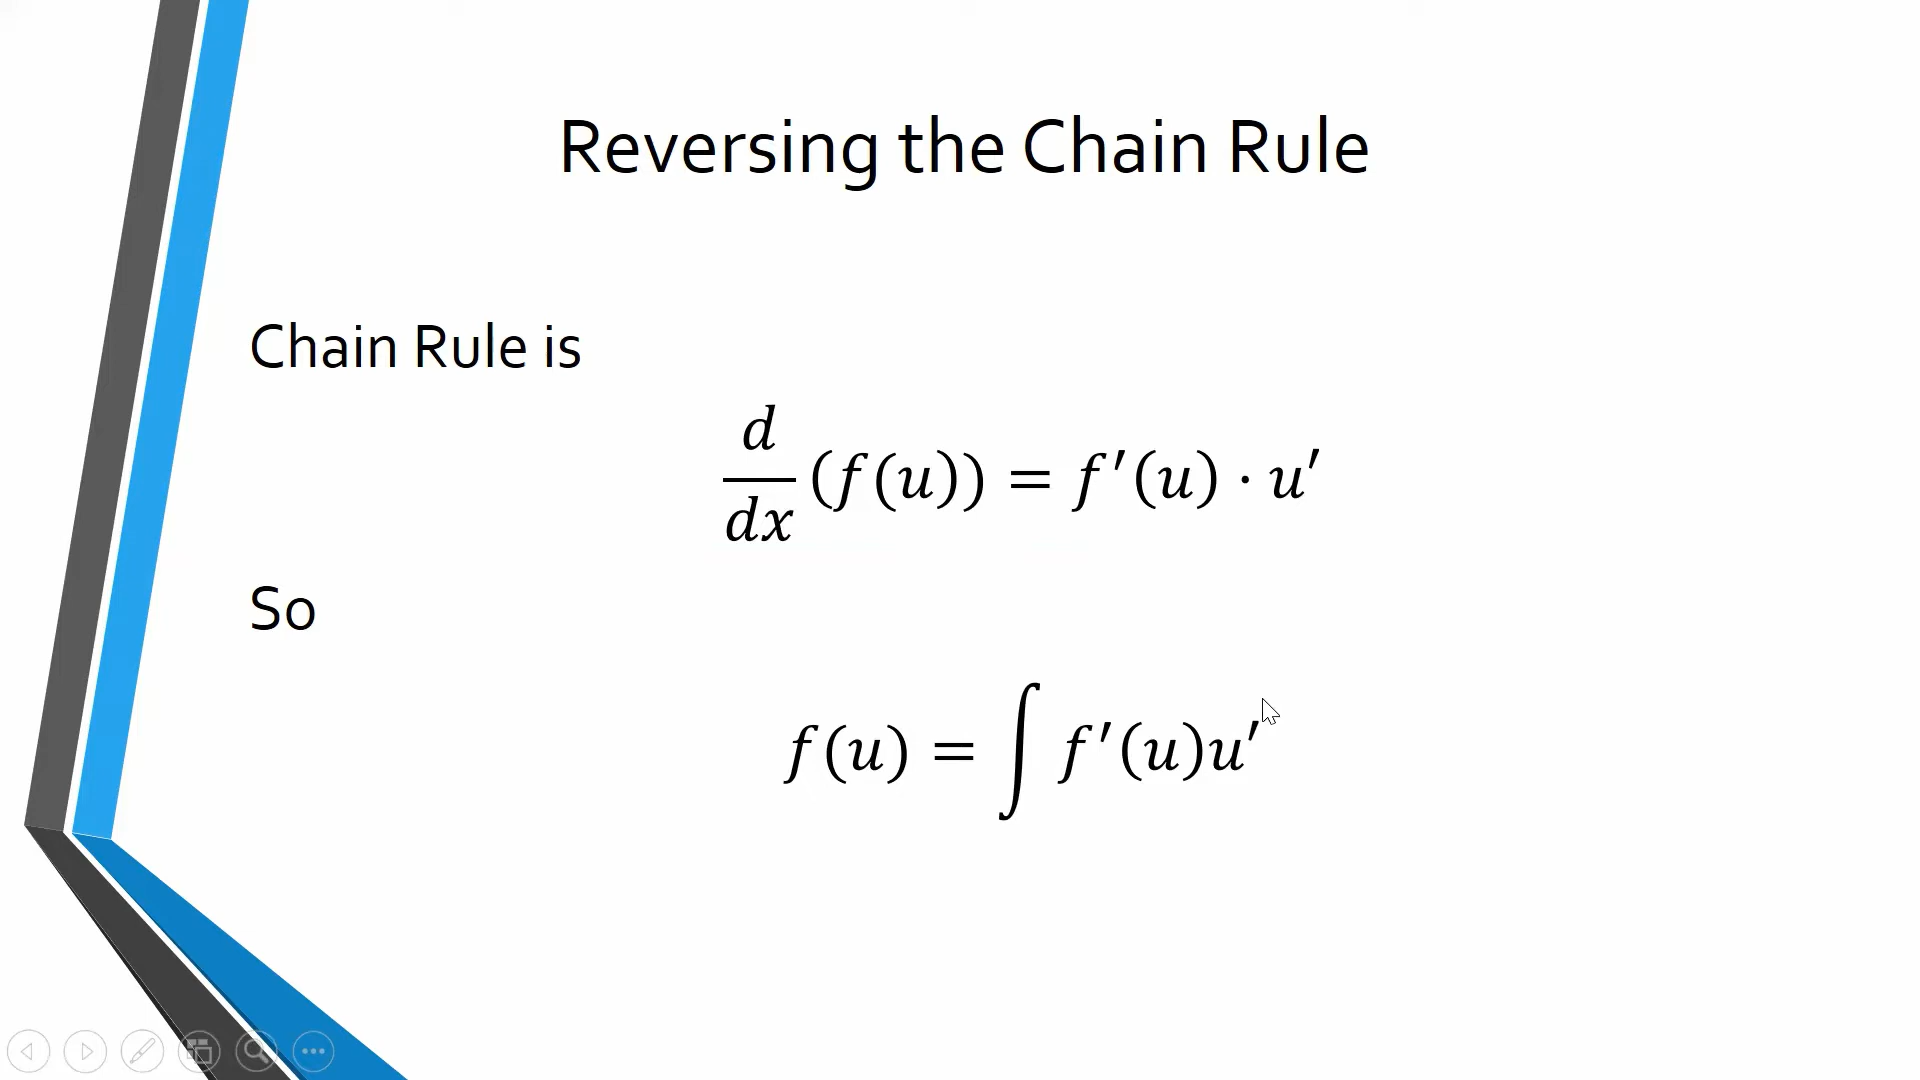 Reversing the Chain Rule
Chain Rule is
d/dx (f(u)) = f′(u) · u′
So
f(u) = ∫ f′(u)u′